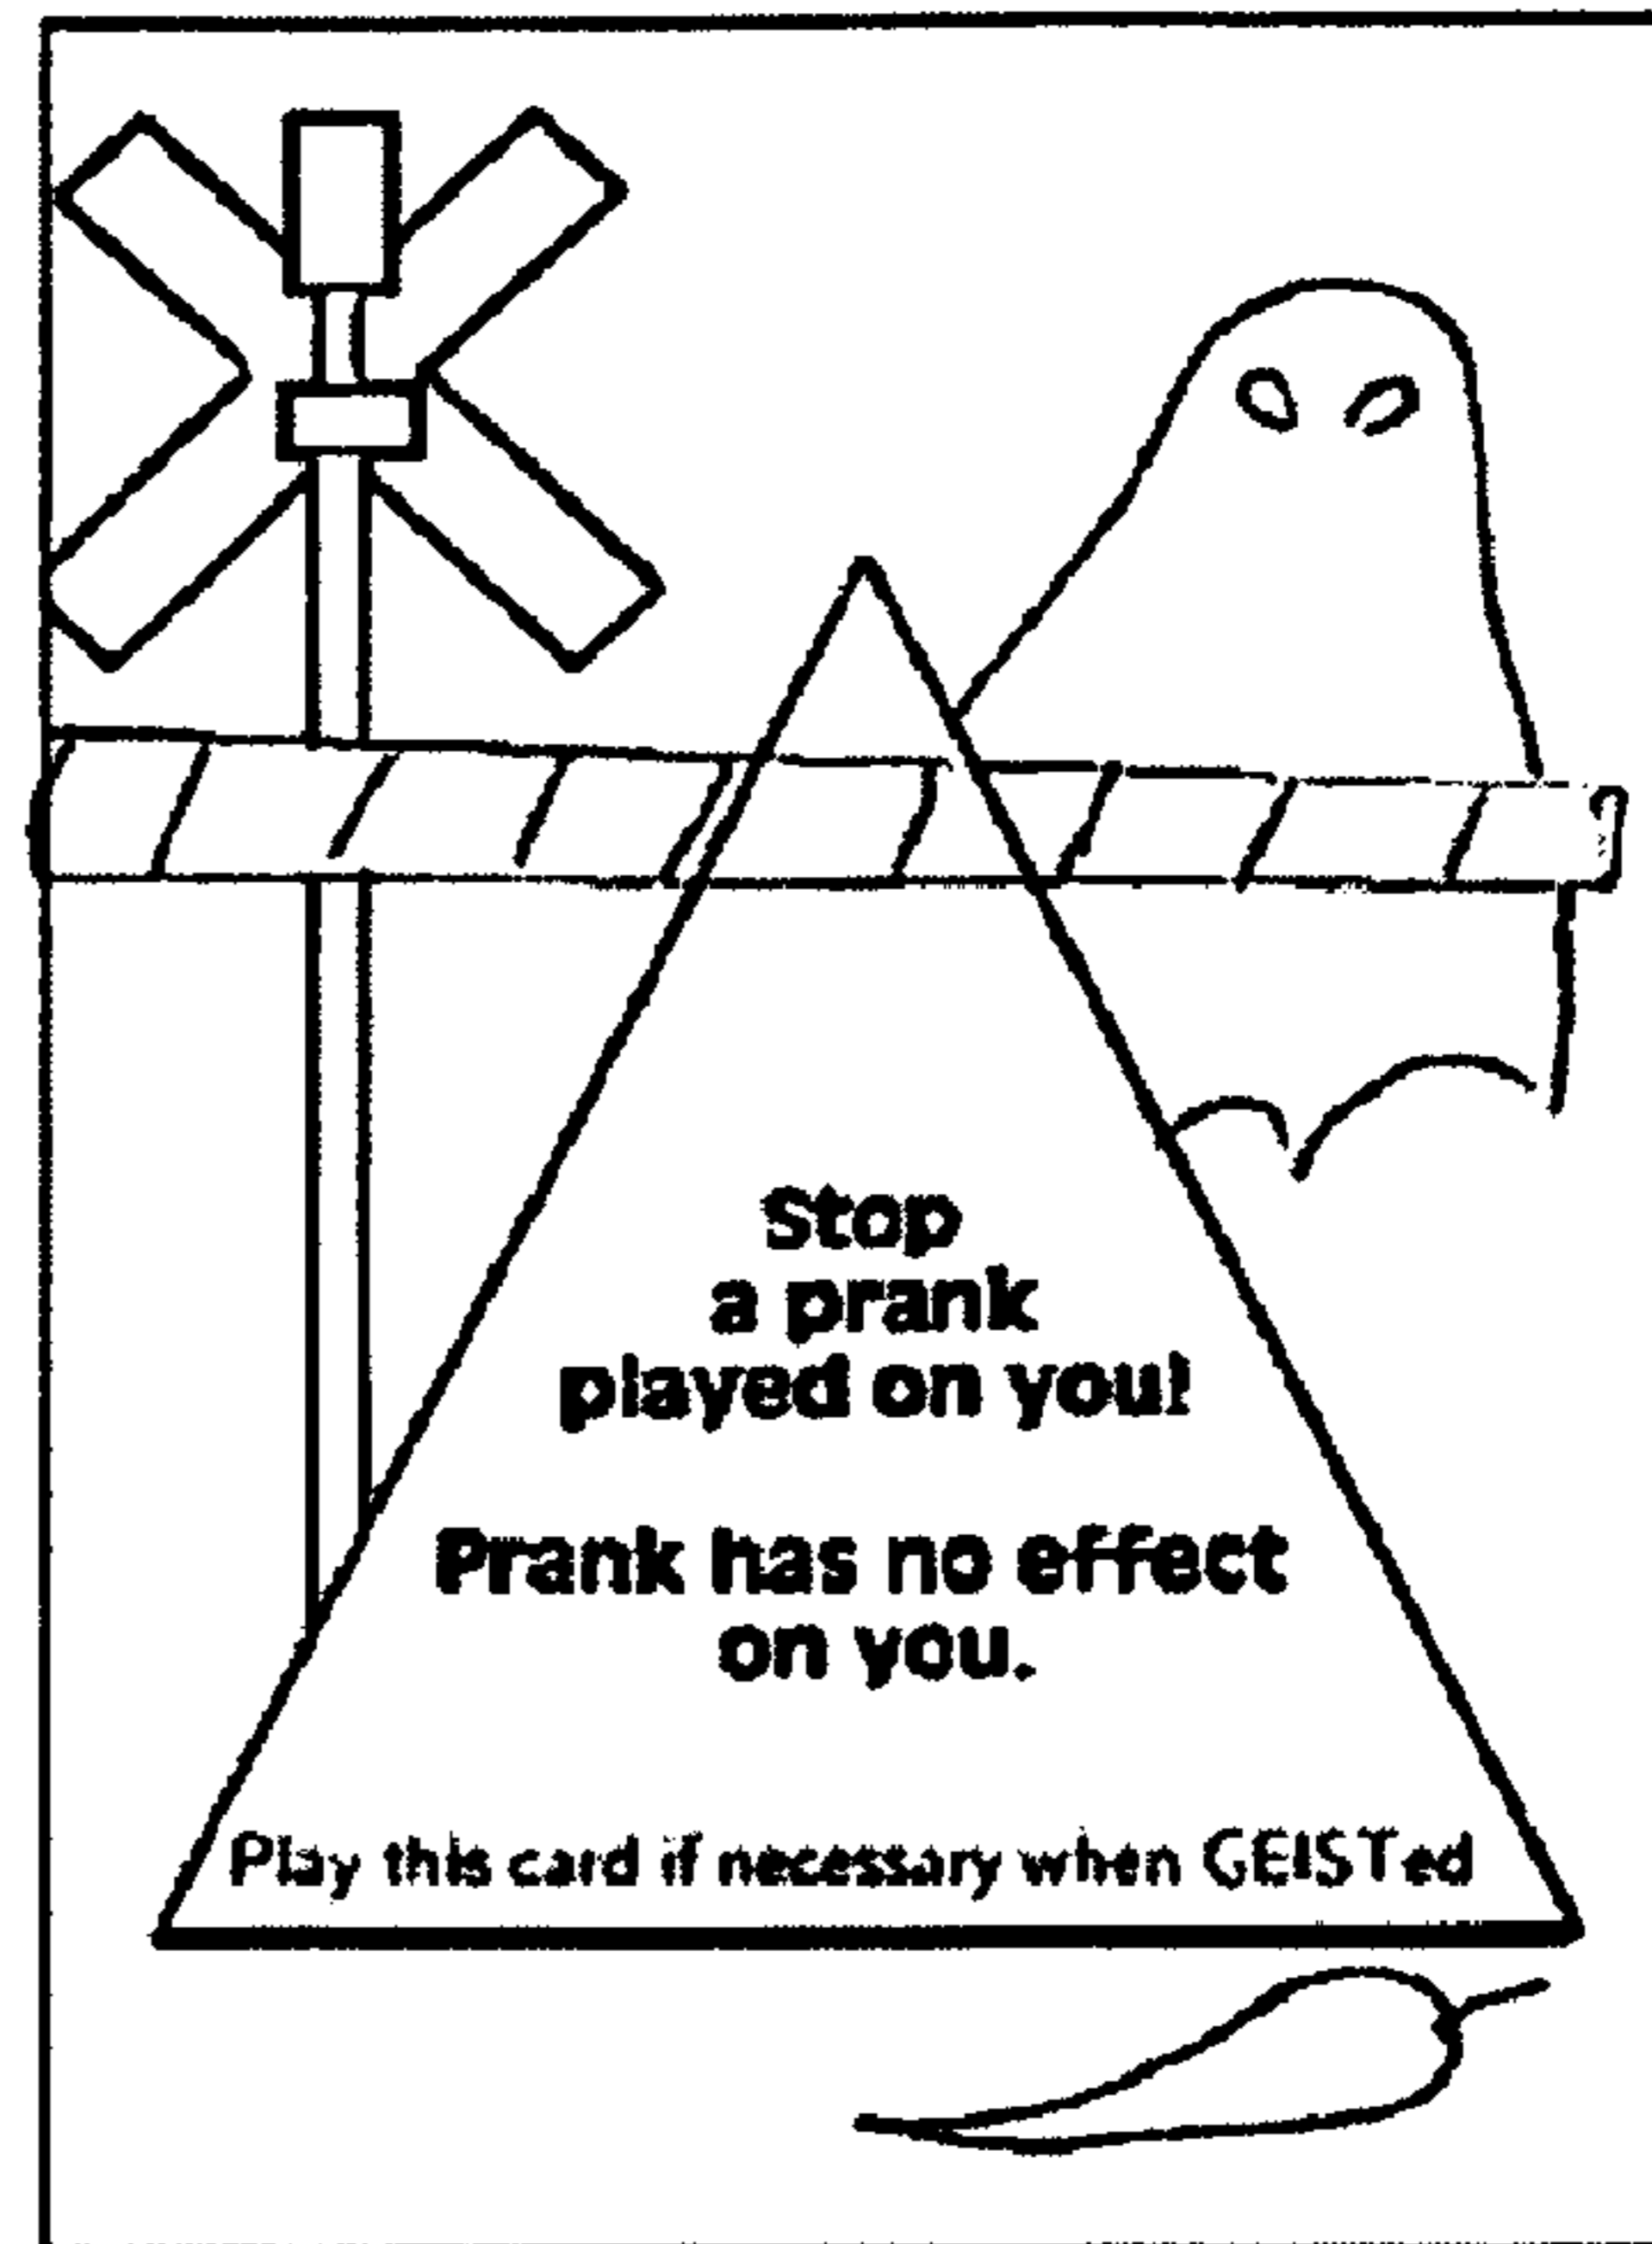 Stop
a prank
played on you!
Prank has no effect
on you.
Play this card if necessary when GEISTed